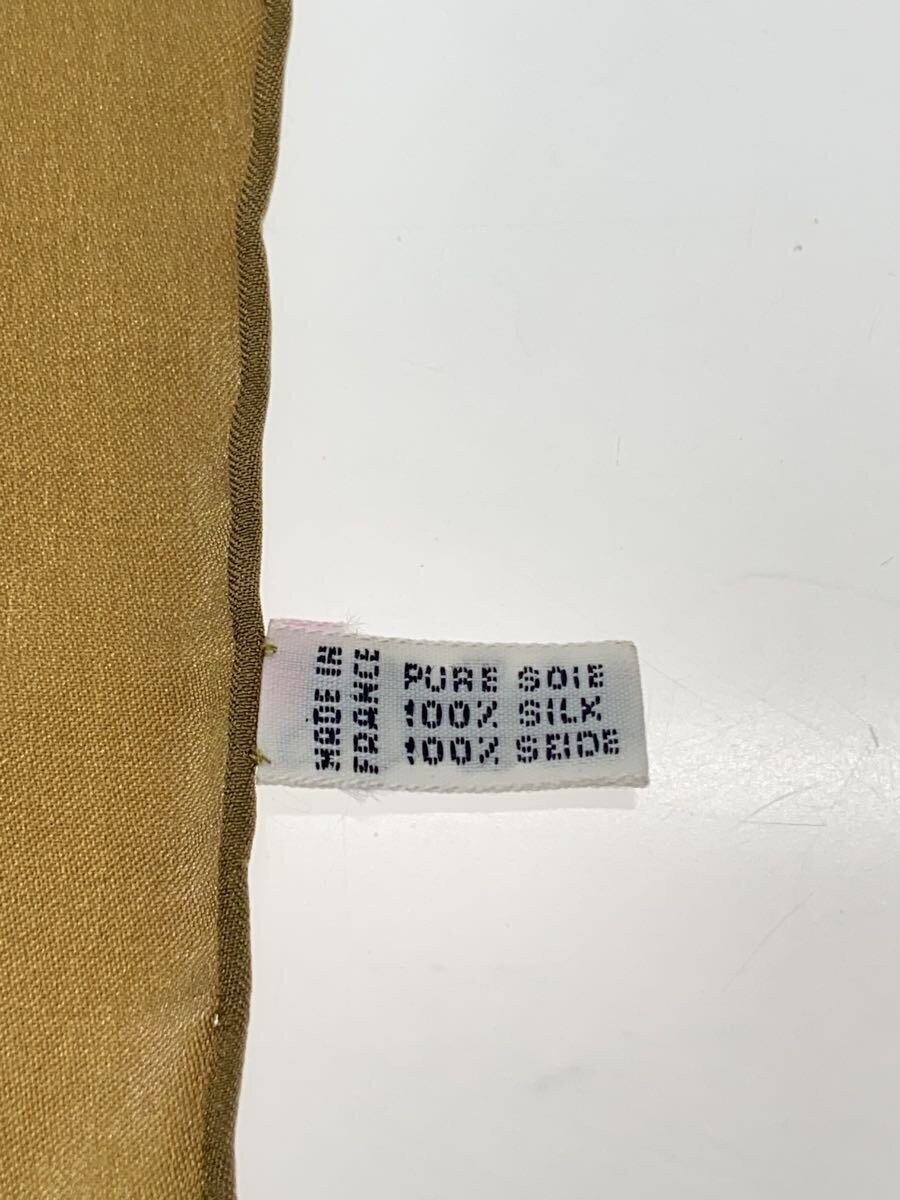 MADE IN
FRANCE
PURE SOIE
100% SILK
100% SEIDE